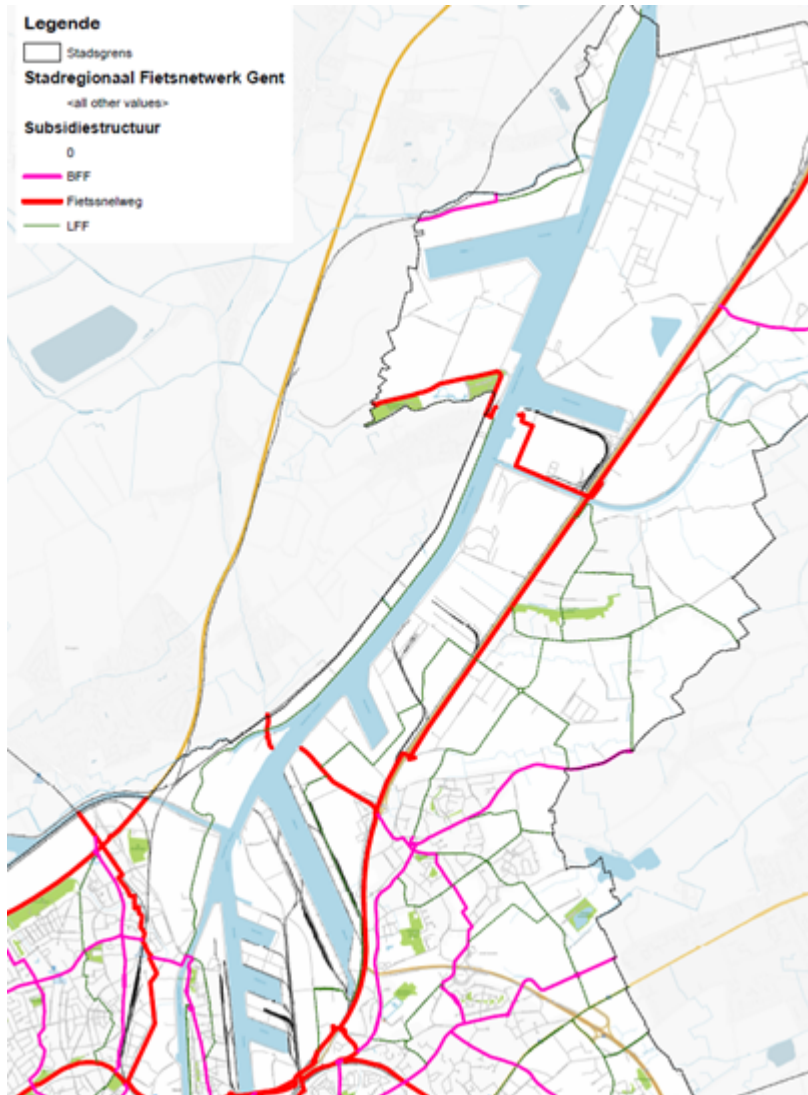 Legende
Stadsgrens
Stadregionaal Fietsnetwerk Gent
<all other values>
Subsidiestructuur
0
BFF
Fietssnelweg
LFF